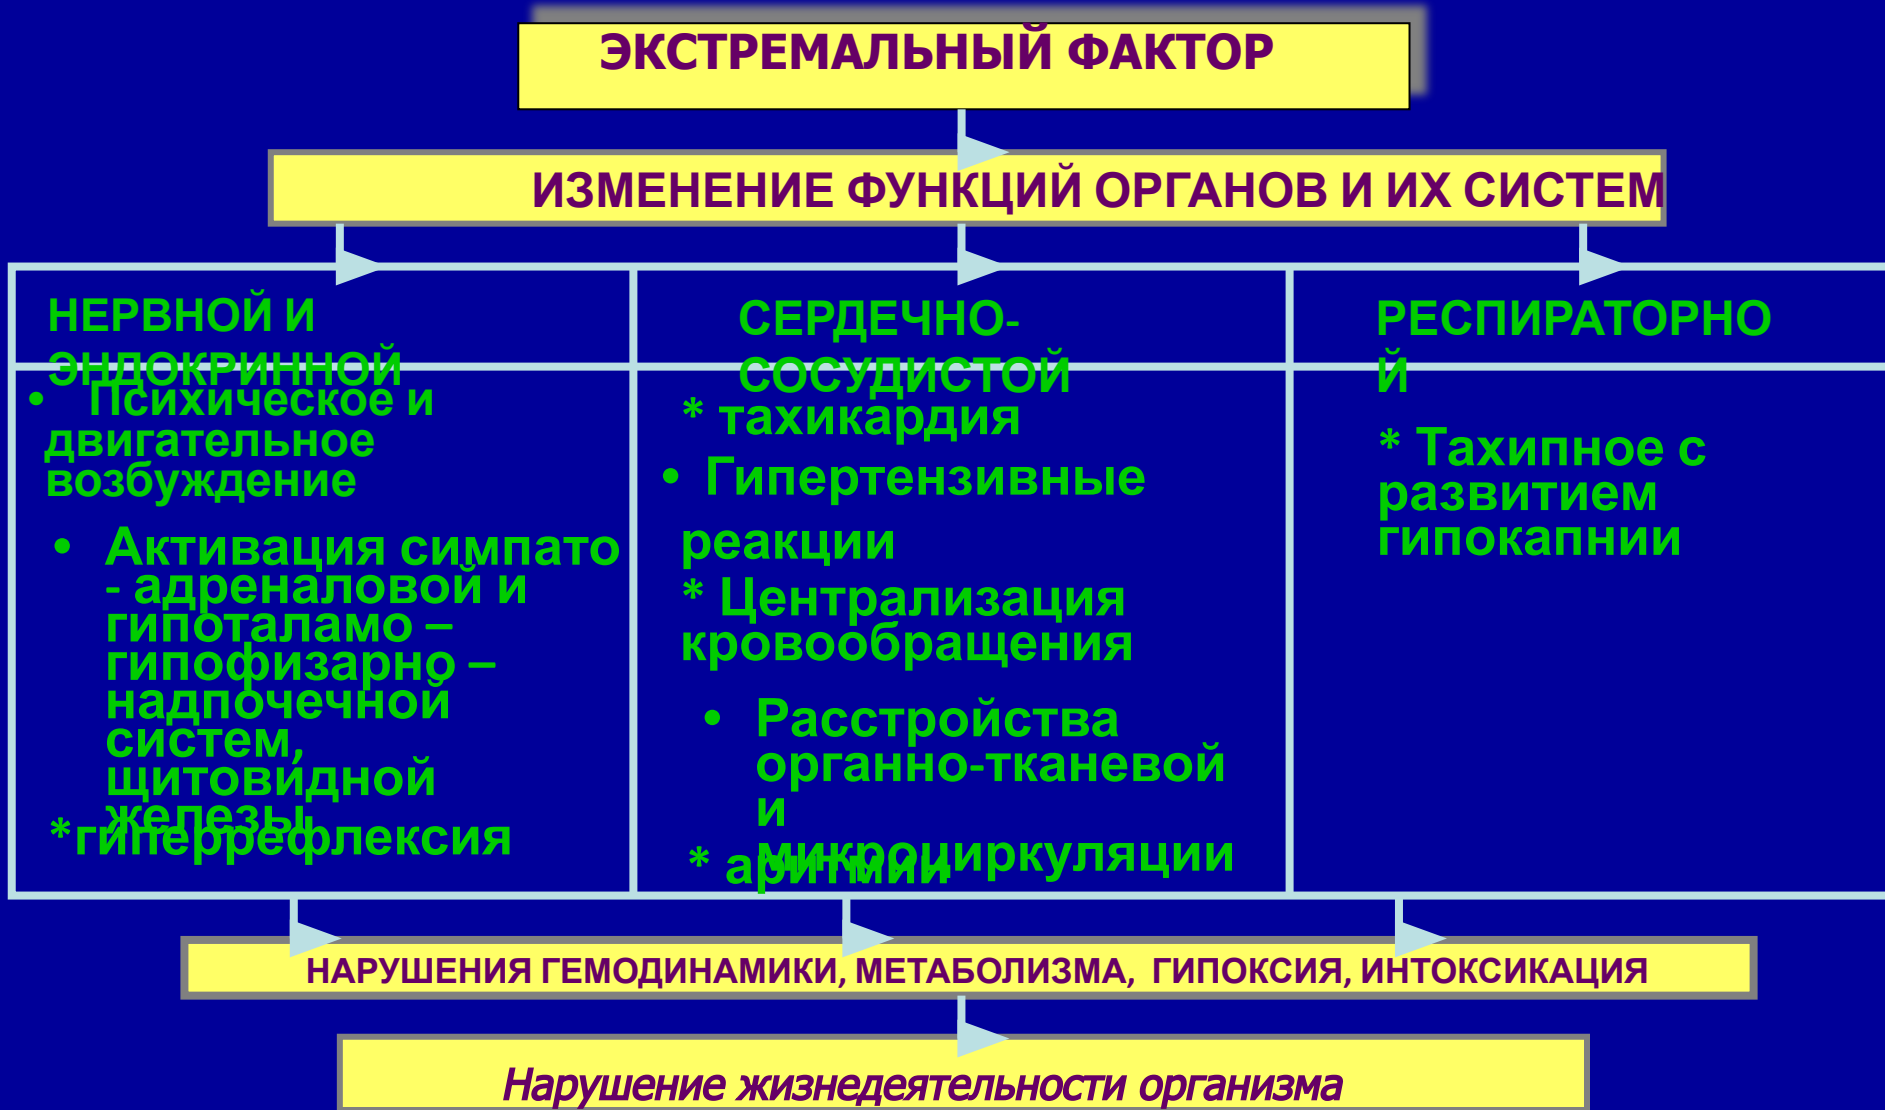 ЭКСТРЕМАЛЬНЫЙ ФАКТОР
ИЗМЕНЕНИЕ ФУНКЦИЙ ОРГАНОВ И ИХ СИСТЕМ
НЕРВНОЙ И
ЭНДОКРИННОЙ
• Психическое и
двигательное
возбуждение
• Активация симпато
- адреналовой и
гипоталамо –
гипофизарно –
надпочечной
систем,
щитовидной
железы
*гиперрефлексия
СЕРДЕЧНО-
СОСУДИСТОЙ
* тахикардия
• Гипертензивные
реакции
* Централизация
кровообращения
• Расстройства
органно-тканевой
и
микроциркуляции
* аритмии
РЕСПИРАТОРНО
Й
* Тахипное с
развитием
гипокапнии
НАРУШЕНИЯ ГЕМОДИНАМИКИ, МЕТАБОЛИЗМА, ГИПОКСИЯ, ИНТОКСИКАЦИЯ
Нарушение жизнедеятельности организма